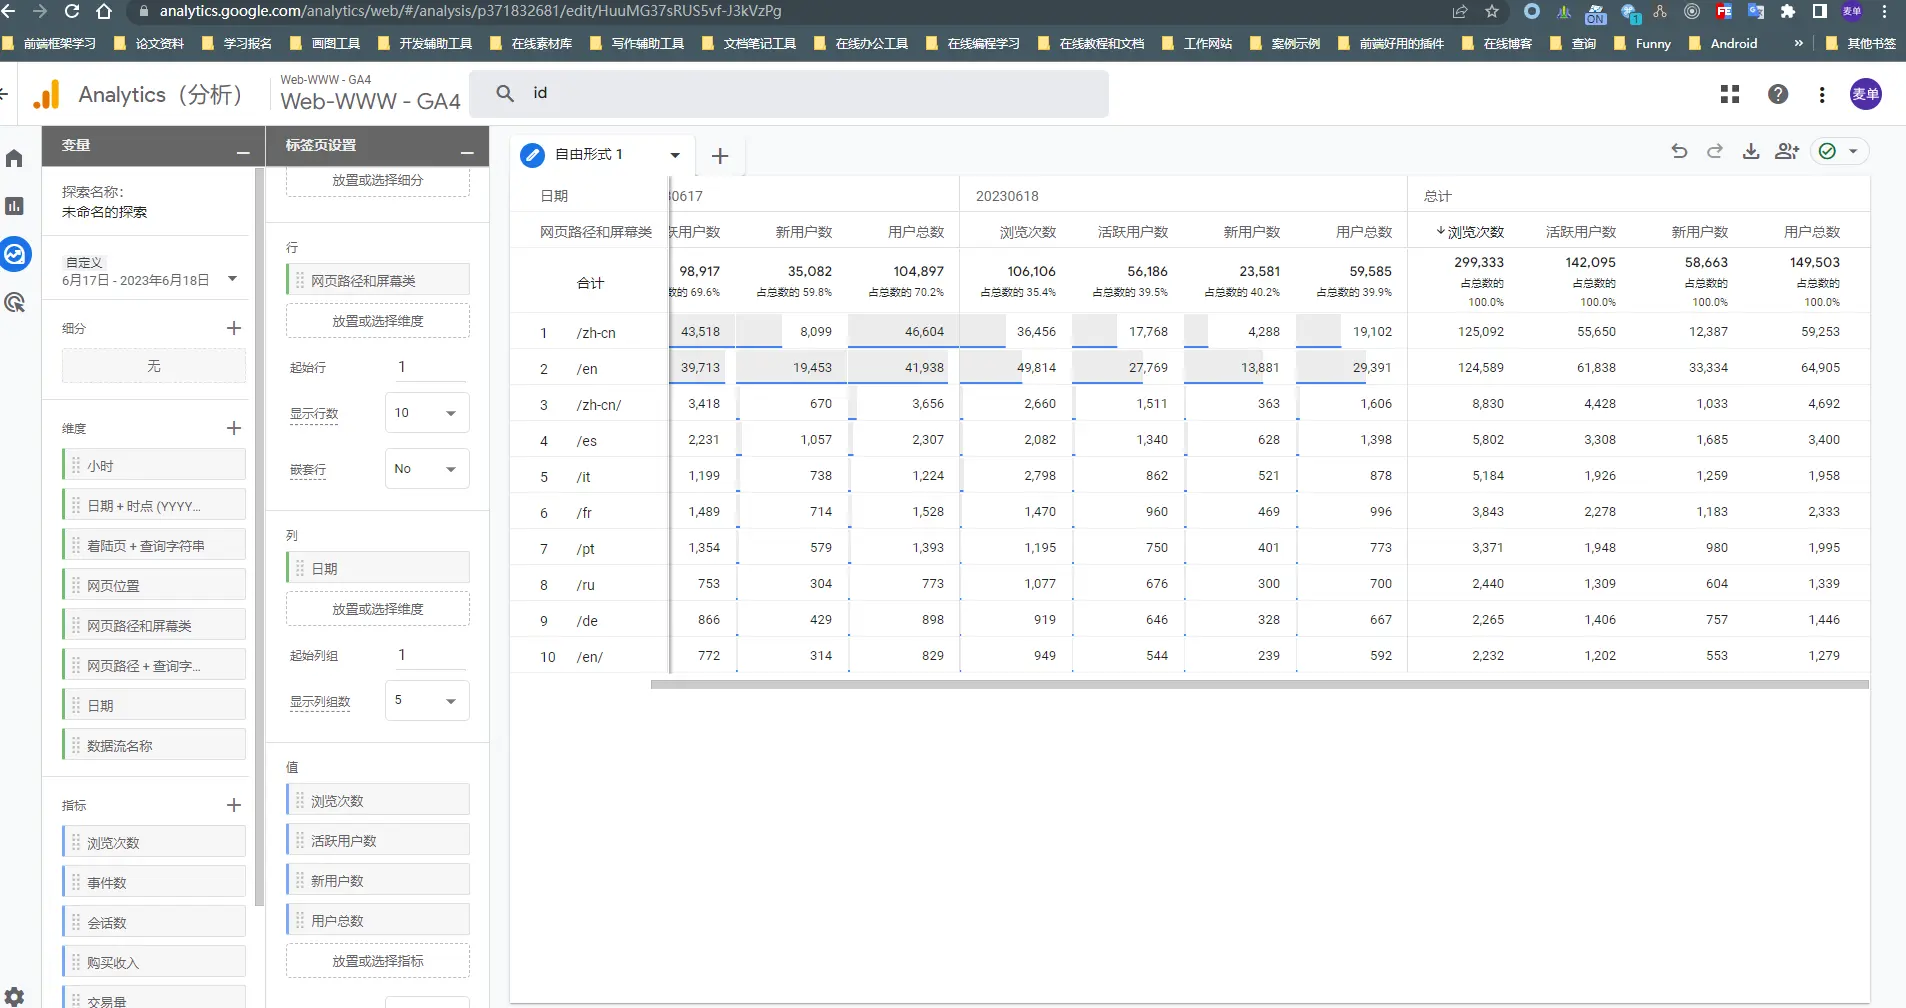 analytics.google.com/analytics/web/#/analysis/p371832681/edit/HuuMG37sRUS5vf-J3kVzPg
ON
1
麦单
前端框架学习 论文资料 学习报名 画图工具 开发辅助工具 在线素材库 写作辅助工具 文档笔记工具 在线办公工具 在线编程学习 在线教程和文档 工作网站 案例示例 前端好用的插件 在线博客 查询 Funny Android » 其他书签
Analytics（分析）
Web-WWW - GA4
Web-WWW - GA4
id
麦单
变量
探索名称：
未命名的探索
自定义
6月17日 - 2023年6月18日
细分
无
维度
小时
日期 + 时点 (YYYY...
着陆页 + 查询字符串
网页位置
网页路径和屏幕类
网页路径 + 查询字...
日期
数据流名称
指标
浏览次数
事件数
会话数
购买收入
交易量
标签页设置
放置或选择细分
行
网页路径和屏幕类
放置或选择维度
起始行 1
显示行数 10
嵌套行 No
列
日期
放置或选择维度
起始列组 1
显示列组数 5
值
浏览次数
活跃用户数
新用户数
用户总数
放置或选择指标
自由形式 1
日期 20230618 总计
网页路径和屏幕类 用户数 新用户数 用户总数 浏览次数 活跃用户数 新用户数 用户总数 ↓浏览次数 活跃用户数 新用户数 用户总数
合计 98,917 35,082 104,897 106,106 56,186 23,581 59,585 299,333 142,095 58,663 149,503
数的 69.6% 占总数的 59.8% 占总数的 70.2% 占总数的 35.4% 占总数的 39.5% 占总数的 40.2% 占总数的 39.9% 占总数的 占总数的 占总数的 占总数的
100.0% 100.0% 100.0% 100.0%
1 /zh-cn 43,518 8,099 46,604 36,456 17,768 4,288 19,102 125,092 55,650 12,387 59,253
2 /en 39,713 19,453 41,938 49,814 27,769 13,881 29,391 124,589 61,838 33,334 64,905
3 /zh-cn/ 3,418 670 3,656 2,660 1,511 363 1,606 8,830 4,428 1,033 4,692
4 /es 2,231 1,057 2,307 2,082 1,340 628 1,398 5,802 3,308 1,685 3,400
5 /it 1,199 738 1,224 2,798 862 521 878 5,184 1,926 1,259 1,958
6 /fr 1,489 714 1,528 1,470 960 469 996 3,843 2,278 1,183 2,333
7 /pt 1,354 579 1,393 1,195 750 401 773 3,371 1,948 980 1,995
8 /ru 753 304 773 1,077 676 300 700 2,440 1,309 604 1,339
9 /de 866 429 898 919 646 328 667 2,265 1,406 757 1,446
10 /en/ 772 314 829 949 544 239 592 2,232 1,202 553 1,279